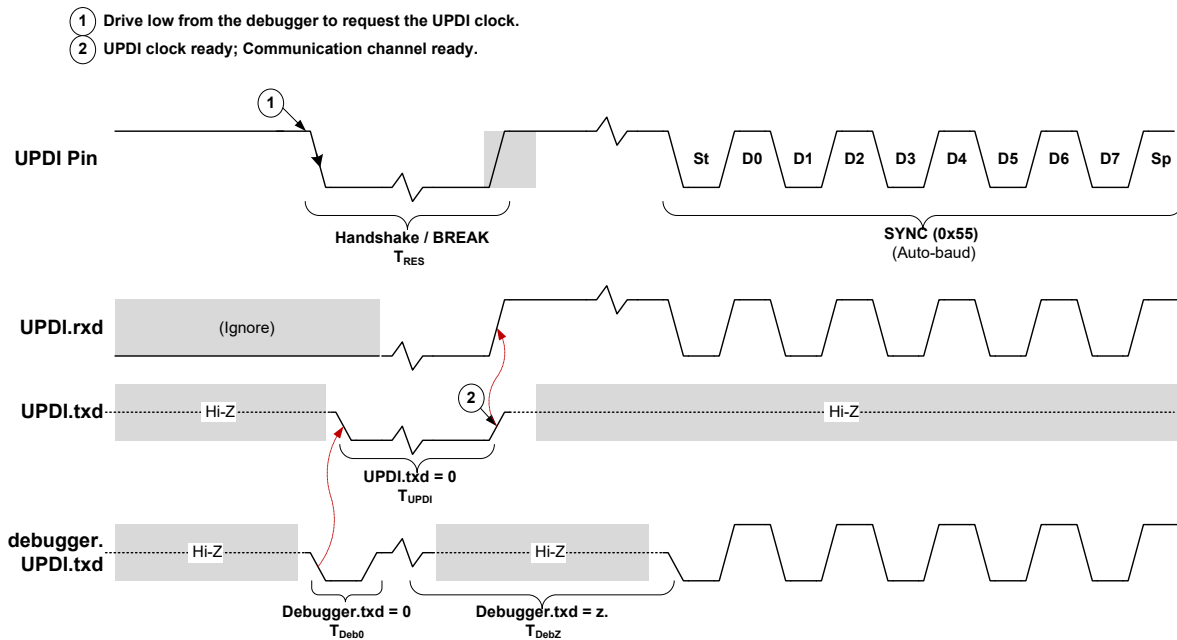 1 Drive low from the debugger to request the UPDI clock.
2 UPDI clock ready; Communication channel ready.
1
UPDI Pin
St D0 D1 D2 D3 D4 D5 D6 D7 Sp
Handshake / BREAK
TRES
SYNC (0x55)
(Auto-baud)
UPDI.rxd
(Ignore)
2
UPDI.txd
Hi-Z
Hi-Z
UPDI.txd = 0
TUPDI
debugger.
UPDI.txd
Hi-Z
Hi-Z
Debugger.txd = 0
TDeb0
Debugger.txd = z.
TDebZ